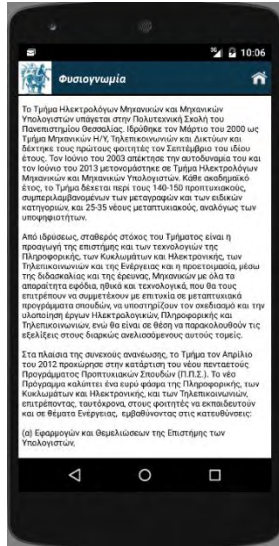 36 10:06
Φυσιογνωμία
Το Τμήμα Ηλεκτρολόγων Μηχανικών και Μηχανικών
Υπολογιστών υπάγεται στην Πολυτεχνική Σχολή του
Πανεπιστημίου Θεσσαλίας. Ιδρύθηκε τον Μάρτιο του 2000 ως
Τμήμα Μηχανικών Η/Υ, Τηλεπικοινωνιών και Δικτύων και
δέχτηκε τους πρώτους φοιτητές τον Σεπτέμβριο του ιδίου
έτους. Τον Ιούνιο του 2003 απέκτησε την αυτοδυναμία του και
τον Ιούνιο του 2013 μετονομάστηκε σε Τμήμα Ηλεκτρολόγων
Μηχανικών και Μηχανικών Υπολογιστών. Κάθε ακαδημαϊκό
έτος, το Τμήμα δέχεται περί τους 140-150 προπτυχιακούς,
συμπεριλαμβανομένων των μεταγραφών και των ειδικών
κατηγοριών, και 25-35 νέους μεταπτυχιακούς, αναλόγως των
υποψηφιοτήτων.
Από ιδρύσεως, σταθερός στόχος του Τμήματος είναι η
προαγωγή της επιστήμης και των τεχνολογιών της
Πληροφορικής, των Κυκλωμάτων και Ηλεκτρονικής, των
Τηλεπικοινωνιών και της Ενέργειας και η προετοιμασία, μέσω
της διδασκαλίας και της έρευνας, Μηχανικών με όλα τα
απαραίτητα εφόδια, ηθικά και τεχνολογικά, που θα τους
επιτρέπουν να συμμετέχουν με επιτυχία σε μεταπτυχιακά
προγράμματα σπουδών, να υποστηρίζουν τον σχεδιασμό και την
υλοποίηση έργων Ηλεκτρολογικών, Πληροφορικής και
Τηλεπικοινωνιών, ενώ θα είναι σε θέση να παρακολουθούν τις
εξελίξεις στους διαρκώς ανελισσόμενους αυτούς τομείς.
Στα πλαίσια της συνεχούς ανανέωσης, το Τμήμα τον Απρίλιο
του 2012 προχώρησε στην κατάρτιση του νέου πενταετούς
Προγράμματος Προπτυχιακών Σπουδών (Π.Π.Σ.). Το νέο
Πρόγραμμα καλύπτει ένα ευρύ φάσμα της Πληροφορικής, των
Κυκλωμάτων και Ηλεκτρονικής, και των Τηλεπικοινωνιών,
επιτρέποντας, ταυτόχρονα, στους φοιτητές να εκπαιδευτούν
και σε θέματα Ενέργειας, εμβαθύνοντας στις κατευθύνσεις:
(α) Εφαρμογών και Θεμελιώσεων της Επιστήμης των
Υπολογιστών,